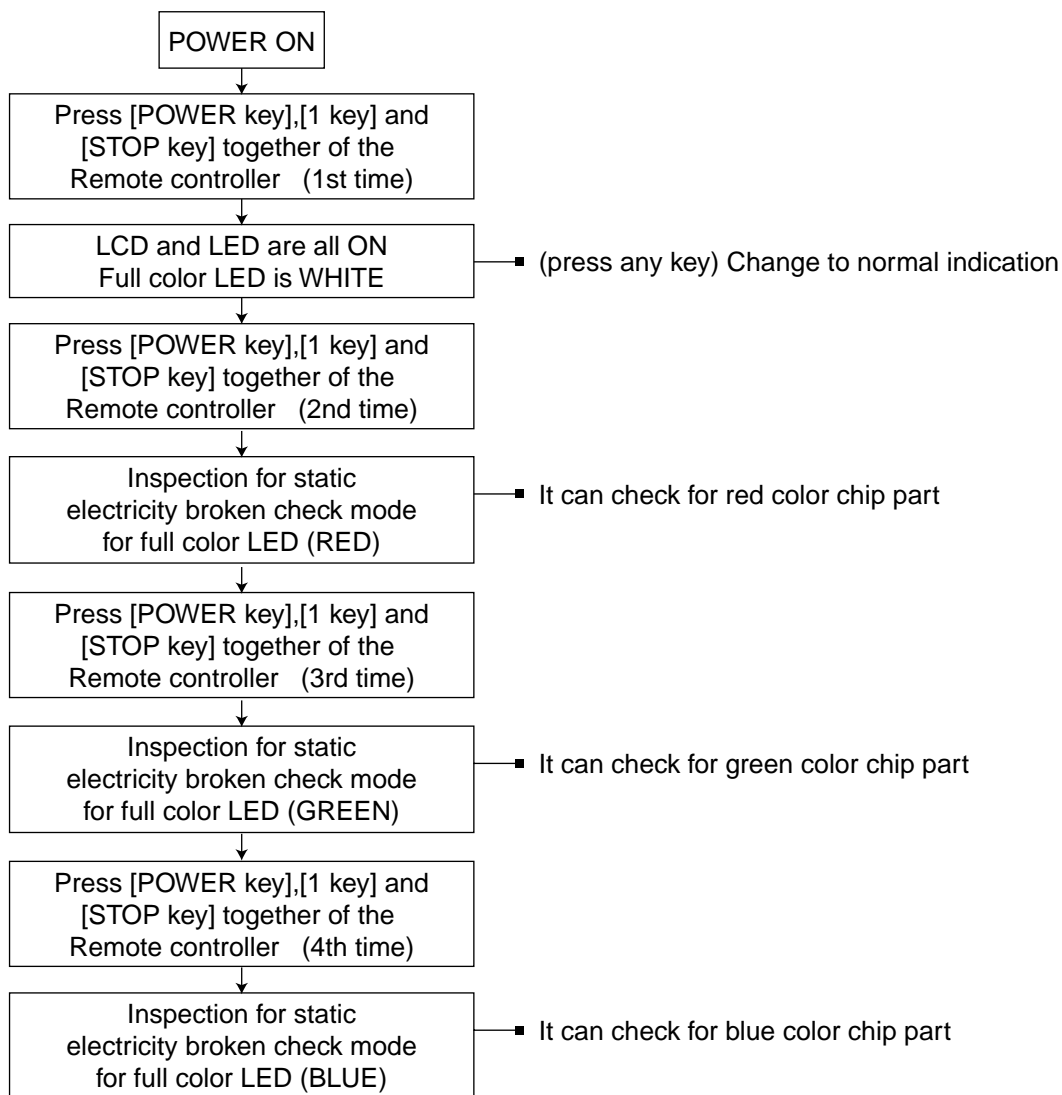 POWER ON
Press [POWER key],[1 key] and
[STOP key] together of the
Remote controller (1st time)
LCD and LED are all ON
Full color LED is WHITE
(press any key) Change to normal indication
Press [POWER key],[1 key] and
[STOP key] together of the
Remote controller (2nd time)
Inspection for static
electricity broken check mode
for full color LED (RED)
It can check for red color chip part
Press [POWER key],[1 key] and
[STOP key] together of the
Remote controller (3rd time)
Inspection for static
electricity broken check mode
for full color LED (GREEN)
It can check for green color chip part
Press [POWER key],[1 key] and
[STOP key] together of the
Remote controller (4th time)
Inspection for static
electricity broken check mode
for full color LED (BLUE)
It can check for blue color chip part